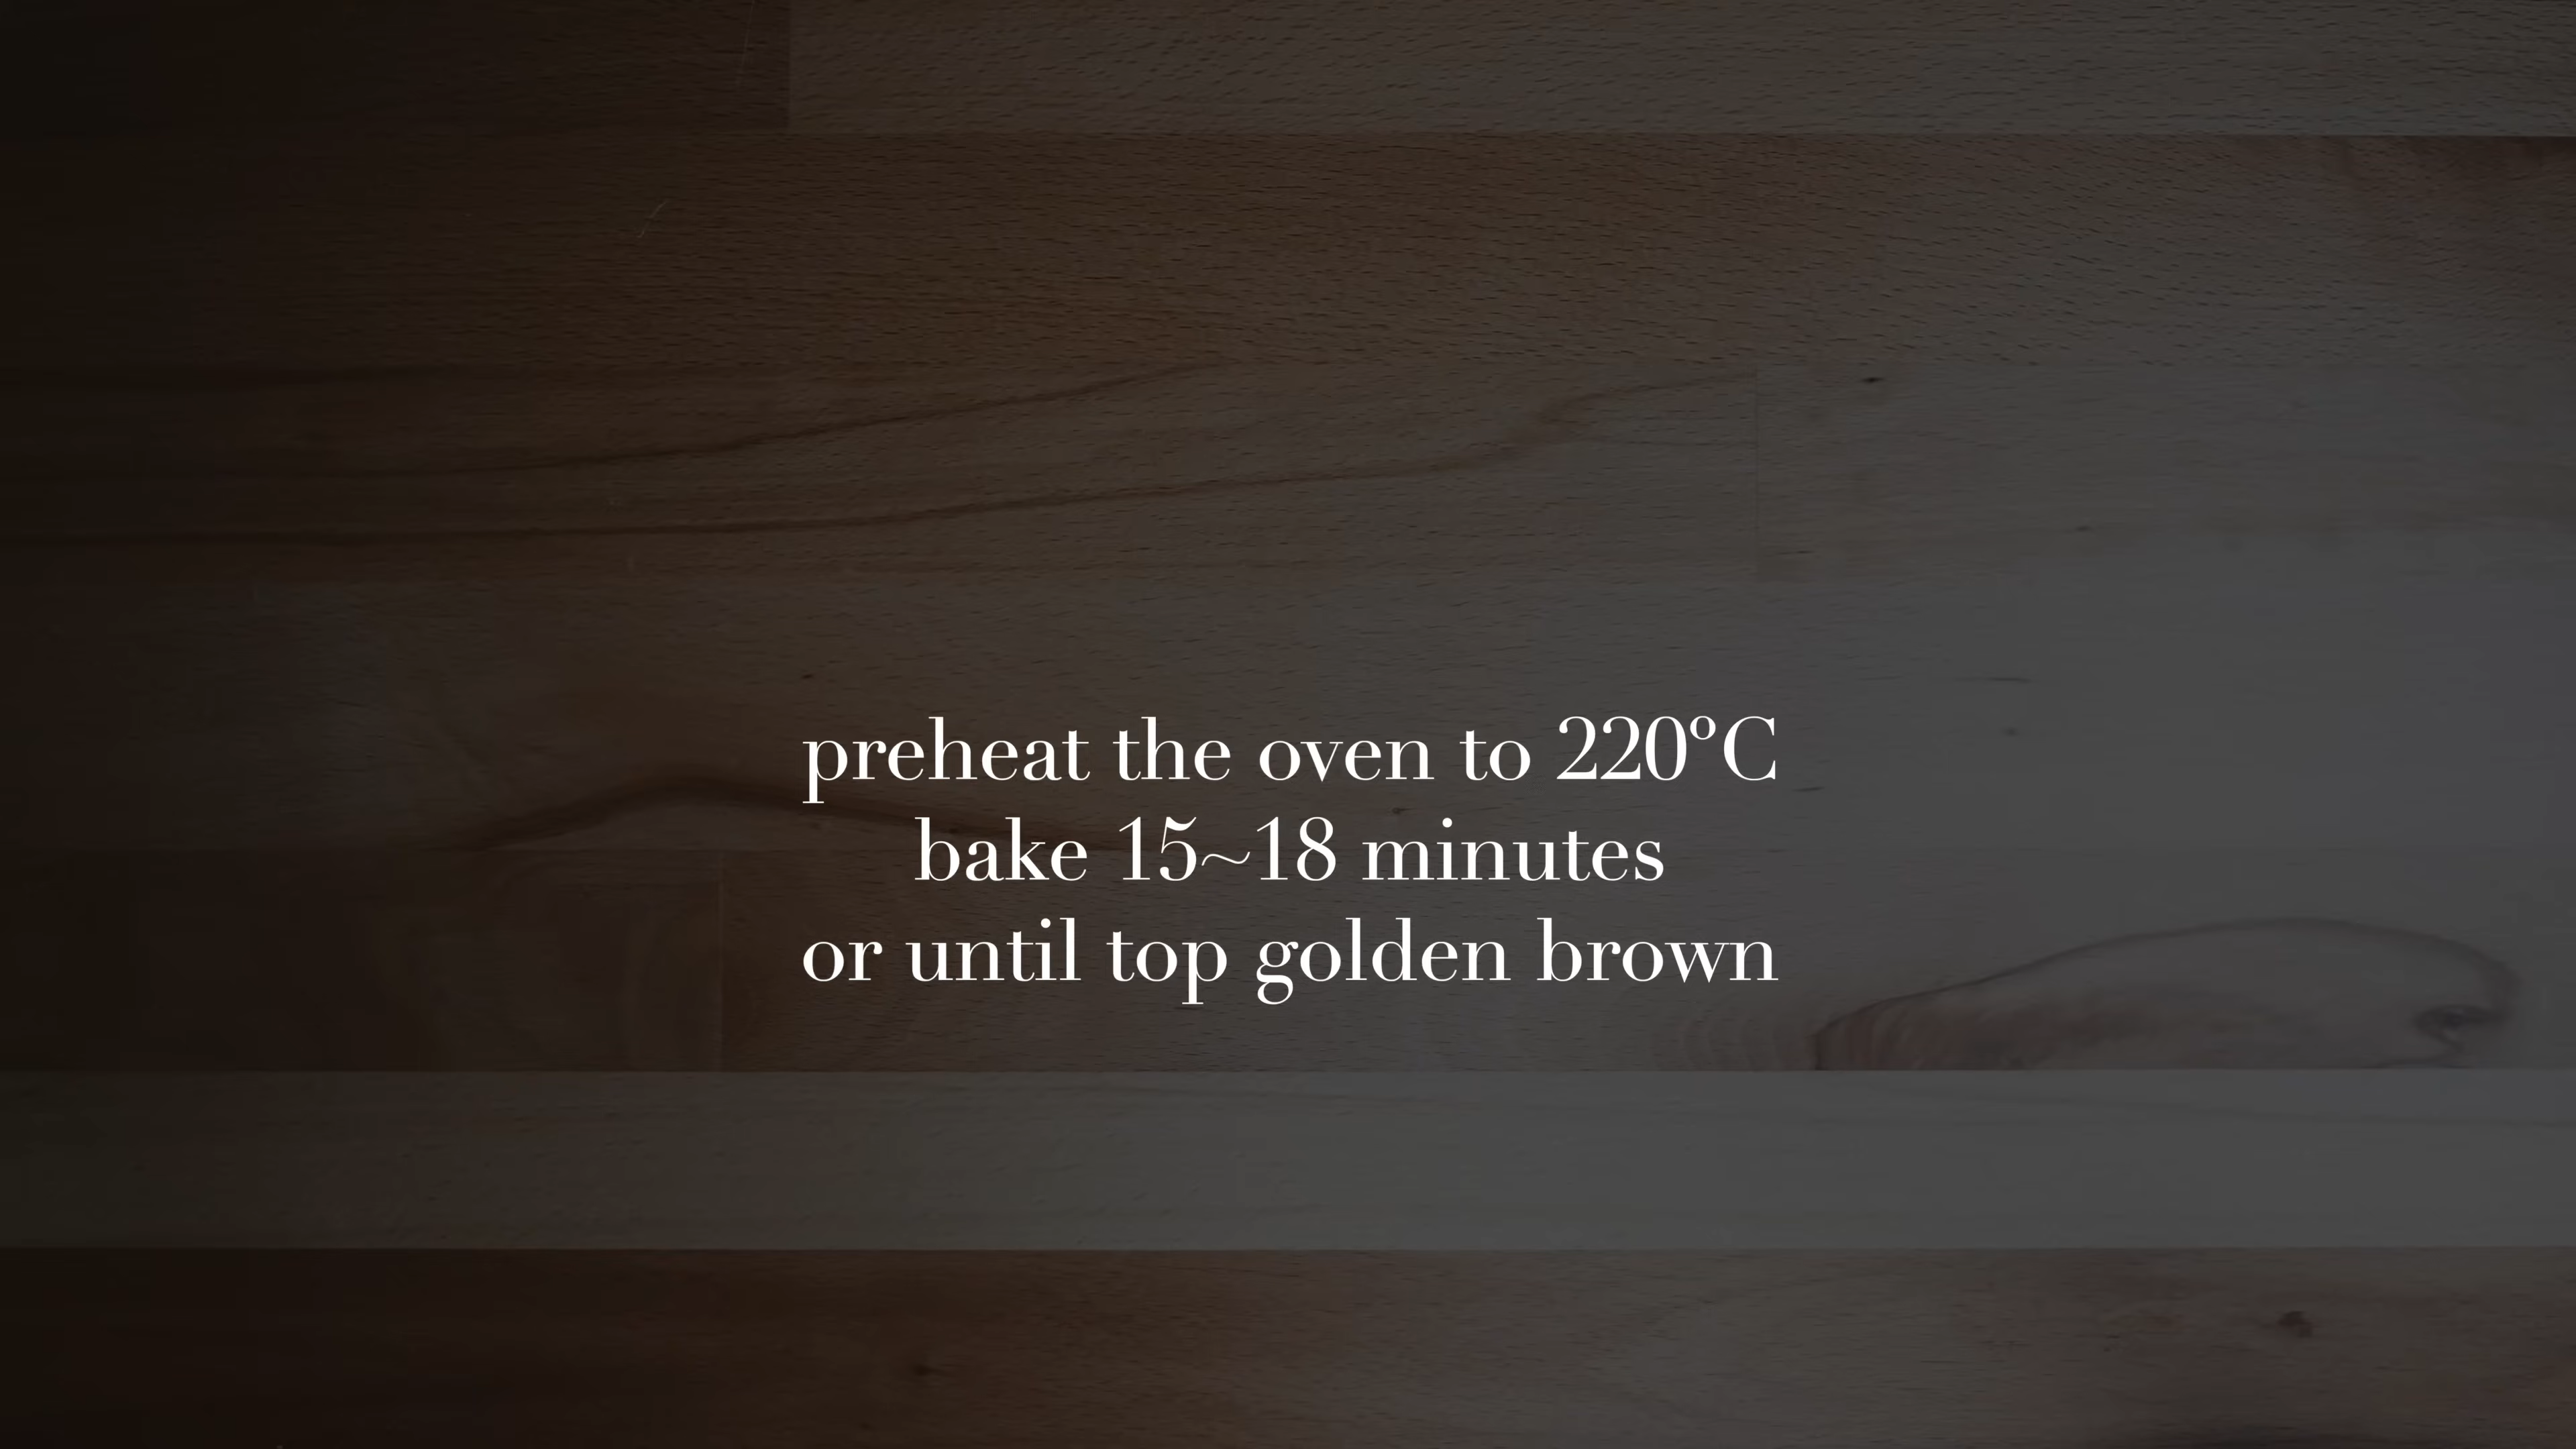 preheat the oven to 220°C
bake 15~18 minutes
or until top golden brown